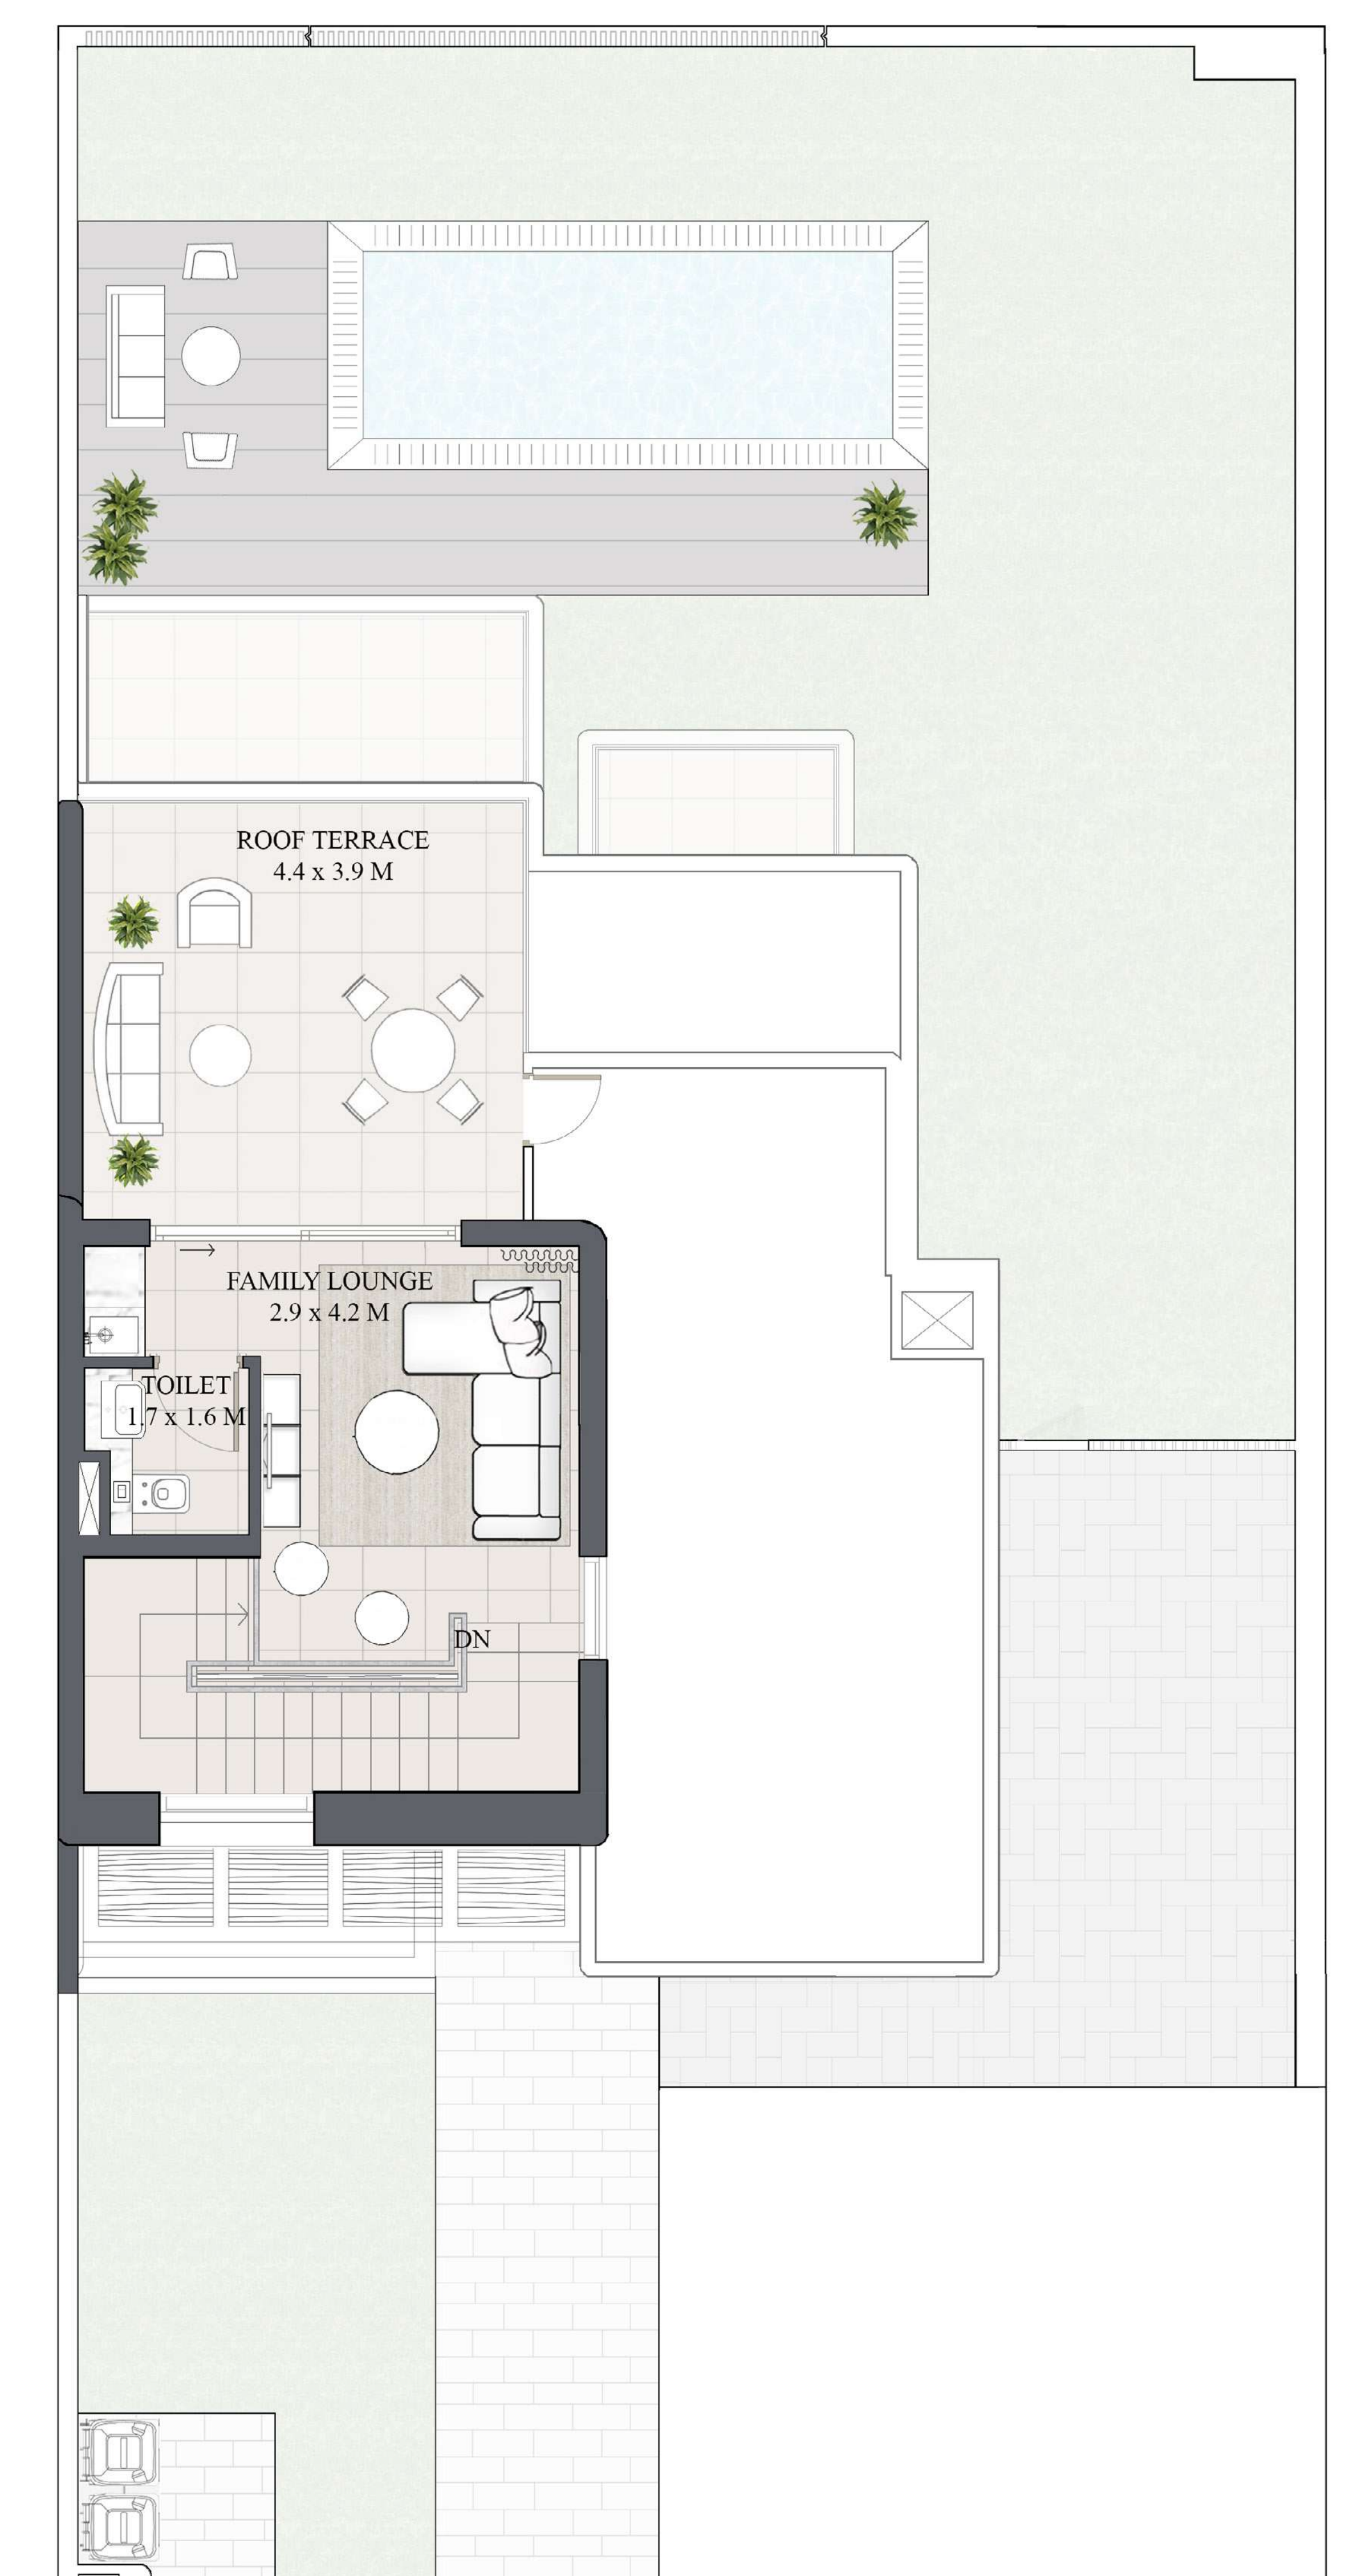 ROOF TERRACE
4.4 x 3.9 M
FAMILY LOUNGE
2.9 x 4.2 M
TOILET
1.7 x 1.6 M
DN